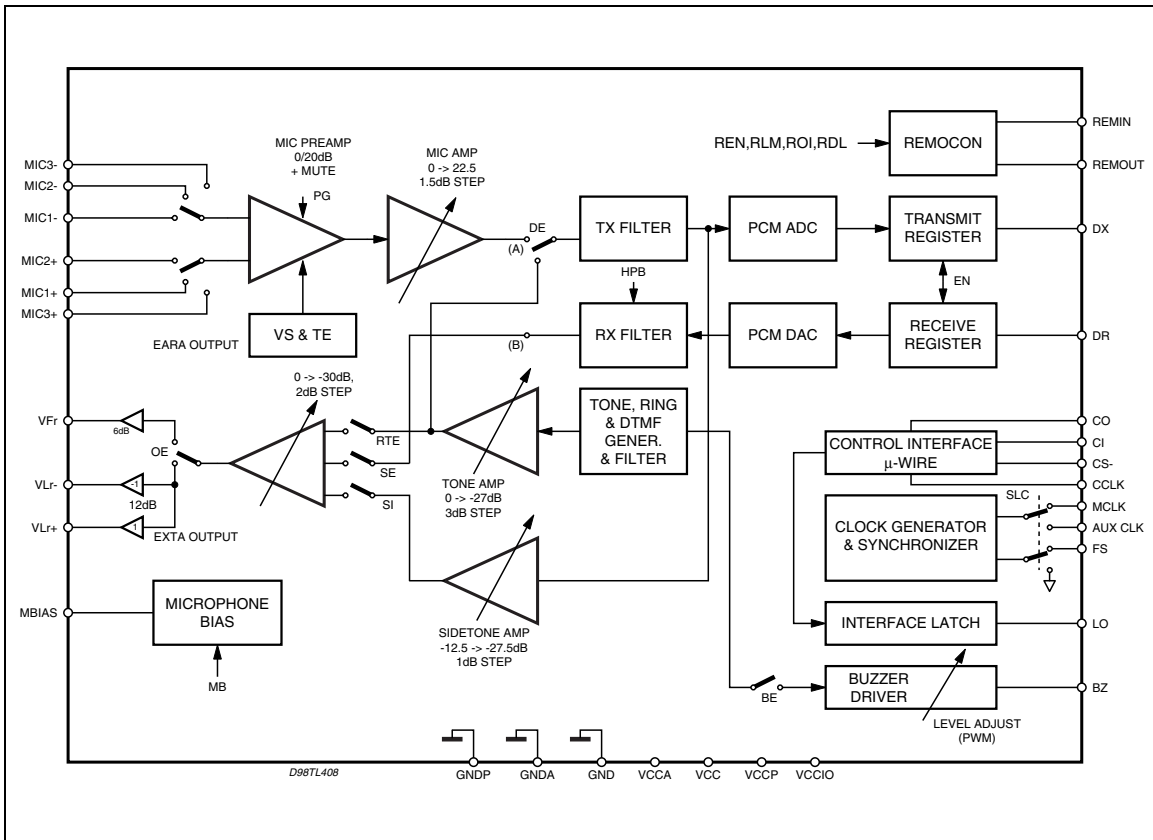 MIC3-
MIC2-
MIC1-
MIC2+
MIC1+
MIC3+
MIC PREAMP
0/20dB
+ MUTE
PG
MIC AMP
0 -> 22.5
1.5dB STEP
VS & TE
EARA OUTPUT
DE
(A)
TX FILTER
HPB
RX FILTER
(B)
PCM ADC
PCM DAC
REN,RLM,ROI,RDL
REMOCON
REMIN
REMOUT
TRANSMIT
REGISTER
DX
EN
RECEIVE
REGISTER
DR
VFr
6dB
OE
VLr-
-1
12dB
VLr+
1
EXTA OUTPUT
0 -> -30dB,
2dB STEP
RTE
SE
SI
TONE AMP
0 -> -27dB
3dB STEP
TONE, RING
& DTMF
GENER.
& FILTER
CONTROL INTERFACE
μ-WIRE
CO
CI
CS-
CCLK
CLOCK GENERATOR
& SYNCHRONIZER
SLC
MCLK
AUX CLK
FS
MBIAS
MICROPHONE
BIAS
MB
SIDETONE AMP
-12.5 -> -27.5dB
1dB STEP
INTERFACE LATCH
LO
BE
BUZZER
DRIVER
BZ
LEVEL ADJUST
(PWM)
D98TL408
GNDP
GNDA
GND
VCCA
VCC
VCCP
VCCIO